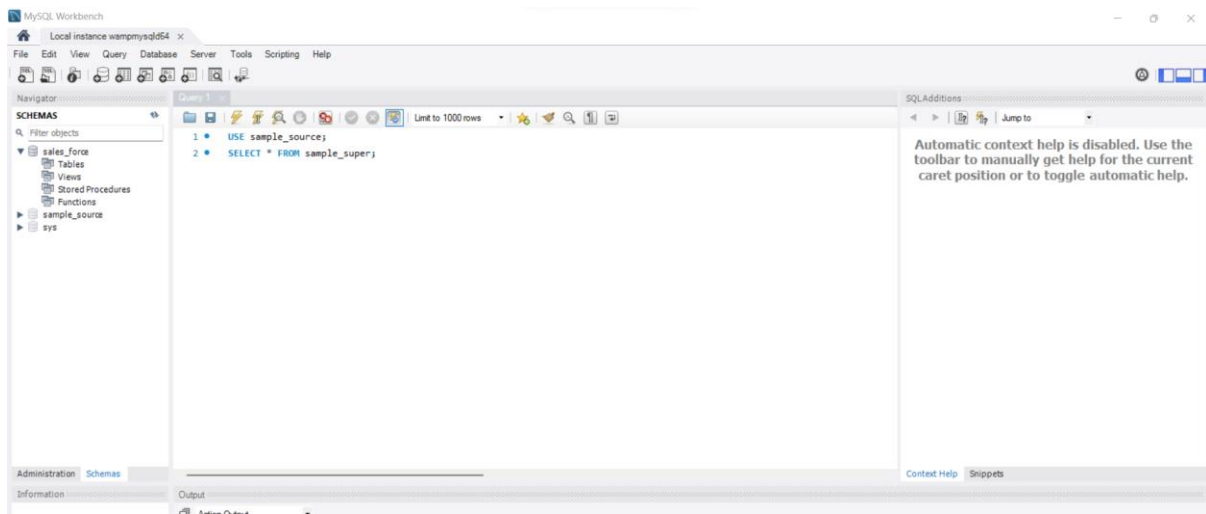 MySQL Workbench
Local instance wampmysqld64 ×
File Edit View Query Database Server Tools Scripting Help
Navigator
SCHEMAS
Filter objects
sales_force
Tables
Views
Stored Procedures
Functions
sample_source
sys
Administration Schemas
Information
Query 1 ×
Limit to 1000 rows
1 USE sample_source;
2 SELECT * FROM sample_super;
Output
Action Output
SQLAdditions
Jump to
Automatic context help is disabled. Use the
toolbar to manually get help for the current
caret position or to toggle automatic help.
Context Help Snippets